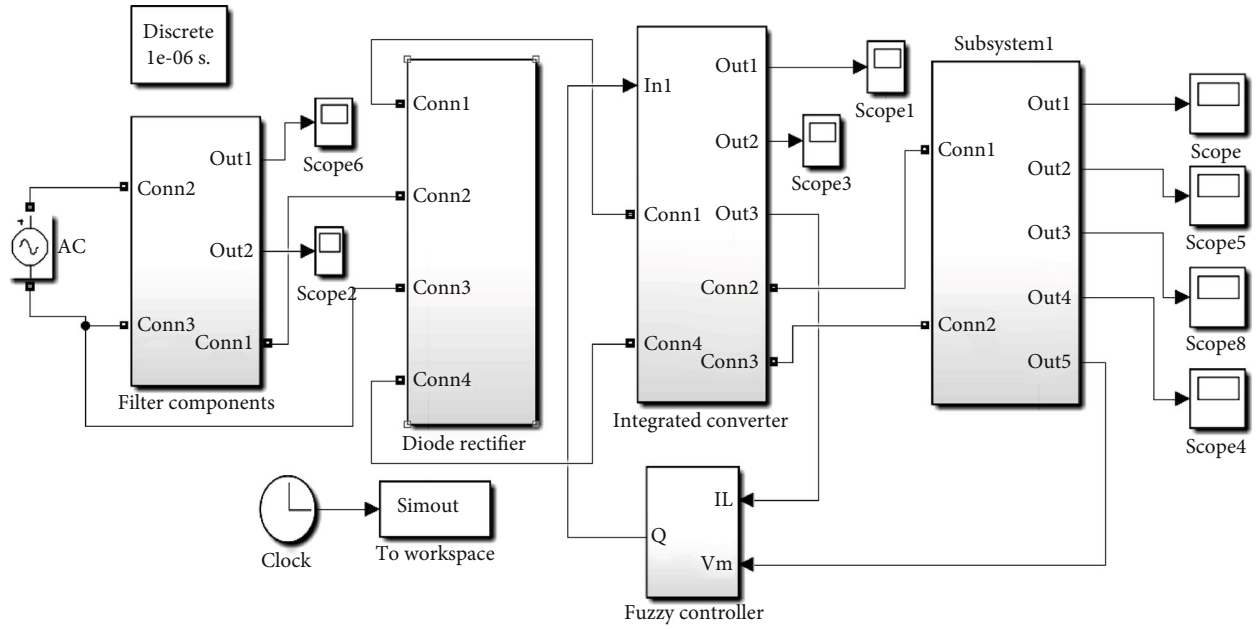 Discrete
1e-06 s.
AC
Conn2
Conn3
Out1
Out2
Conn1
Filter components
Scope6
Scope2
Conn1
Conn2
Conn3
Conn4
Diode rectifier
In1
Conn1
Conn4
Out1
Out2
Out3
Conn2
Conn3
Integrated converter
Scope1
Scope3
Subsystem1
Conn1
Conn2
Out1
Out2
Out3
Out4
Out5
Scope
Scope5
Scope8
Scope4
Clock
Simout
To workspace
Q
IL
Vm
Fuzzy controller